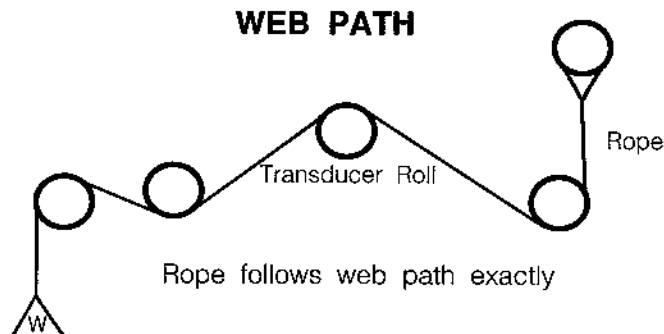 WEB PATH
Rope
Transducer Roll
Rope follows web path exactly
W